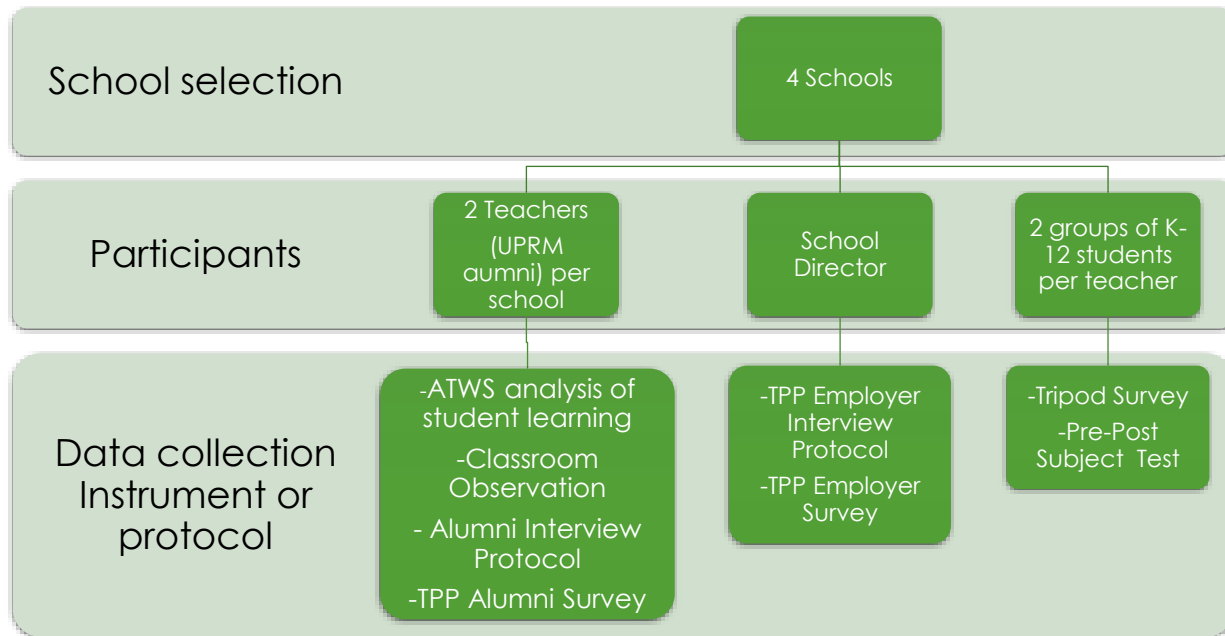 School selection
4 Schools
Participants
2 Teachers
(UPRM
aumni) per
school
School
Director
2 groups of K-
12 students
per teacher
Data collection
Instrument or
protocol
-ATWS analysis of
student learning
-Classroom
Observation
- Alumni Interview
Protocol
-TPP Alumni Survey
-TPP Employer
Interview
Protocol
-TPP Employer
Survey
-Tripod Survey
-Pre-Post
Subject Test